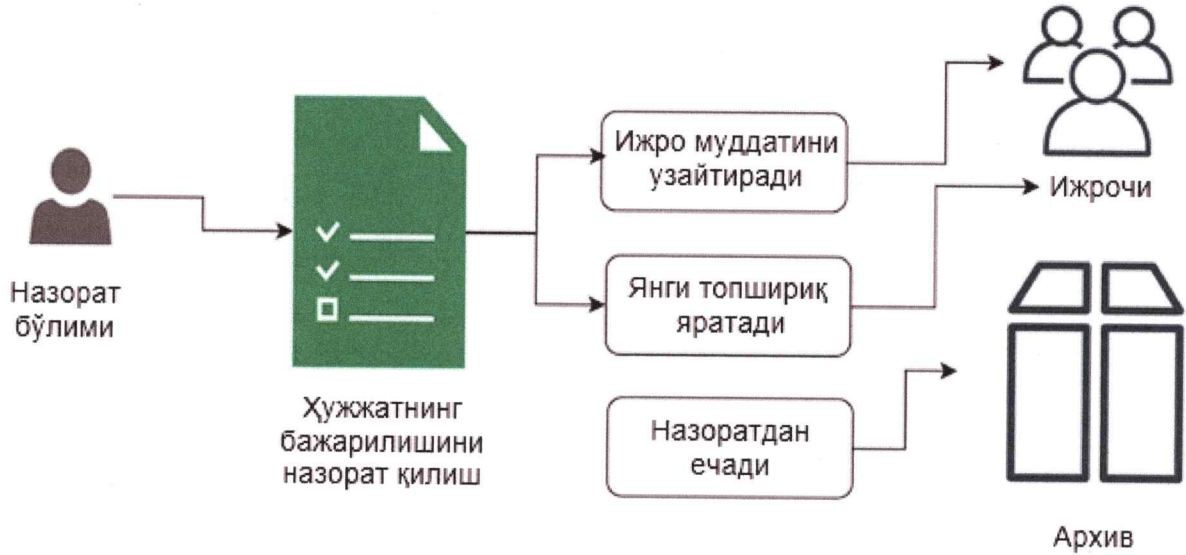 Назорат
бўлими
Ҳужжатнинг
бажарилишини
назорат қилиш
Ижро муддатини
узайтиради
Янги топшириқ
яратади
Назоратдан
ечади
Ижрочи
Архив